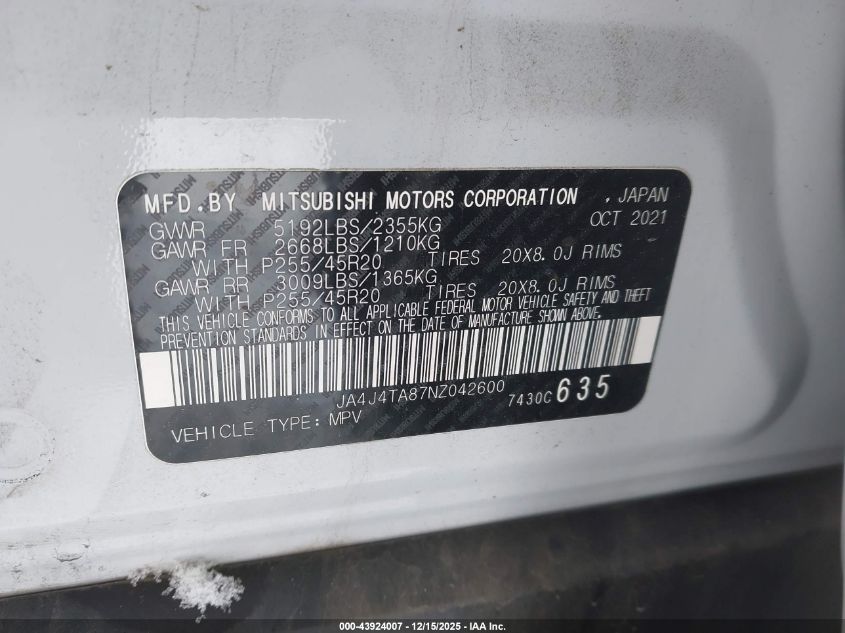 MFD.BY MITSUBISHI MOTORS CORPORATION , JAPAN
GVWR 5192LBS/2355KG OCT 2021
GAWR FR 2668LBS/1210KG
WITH P255/45R20 TIRES 20X8.0J RIMS
GAWR RR 3009LBS/1365KG
WITH P255/45R20 TIRES 20X8.0J RIMS
THIS VEHICLE CONFORMS TO ALL APPLICABLE FEDERAL MOTOR VEHICLE SAFETY AND THEFT
PREVENTION STANDARDS IN EFFECT ON THE DATE OF MANUFACTURE SHOWN ABOVE.
JA4J4TA87NZ042600
7430C 635
VEHICLE TYPE: MPV
000-43924007 - 12/15/2025 - IAA Inc.